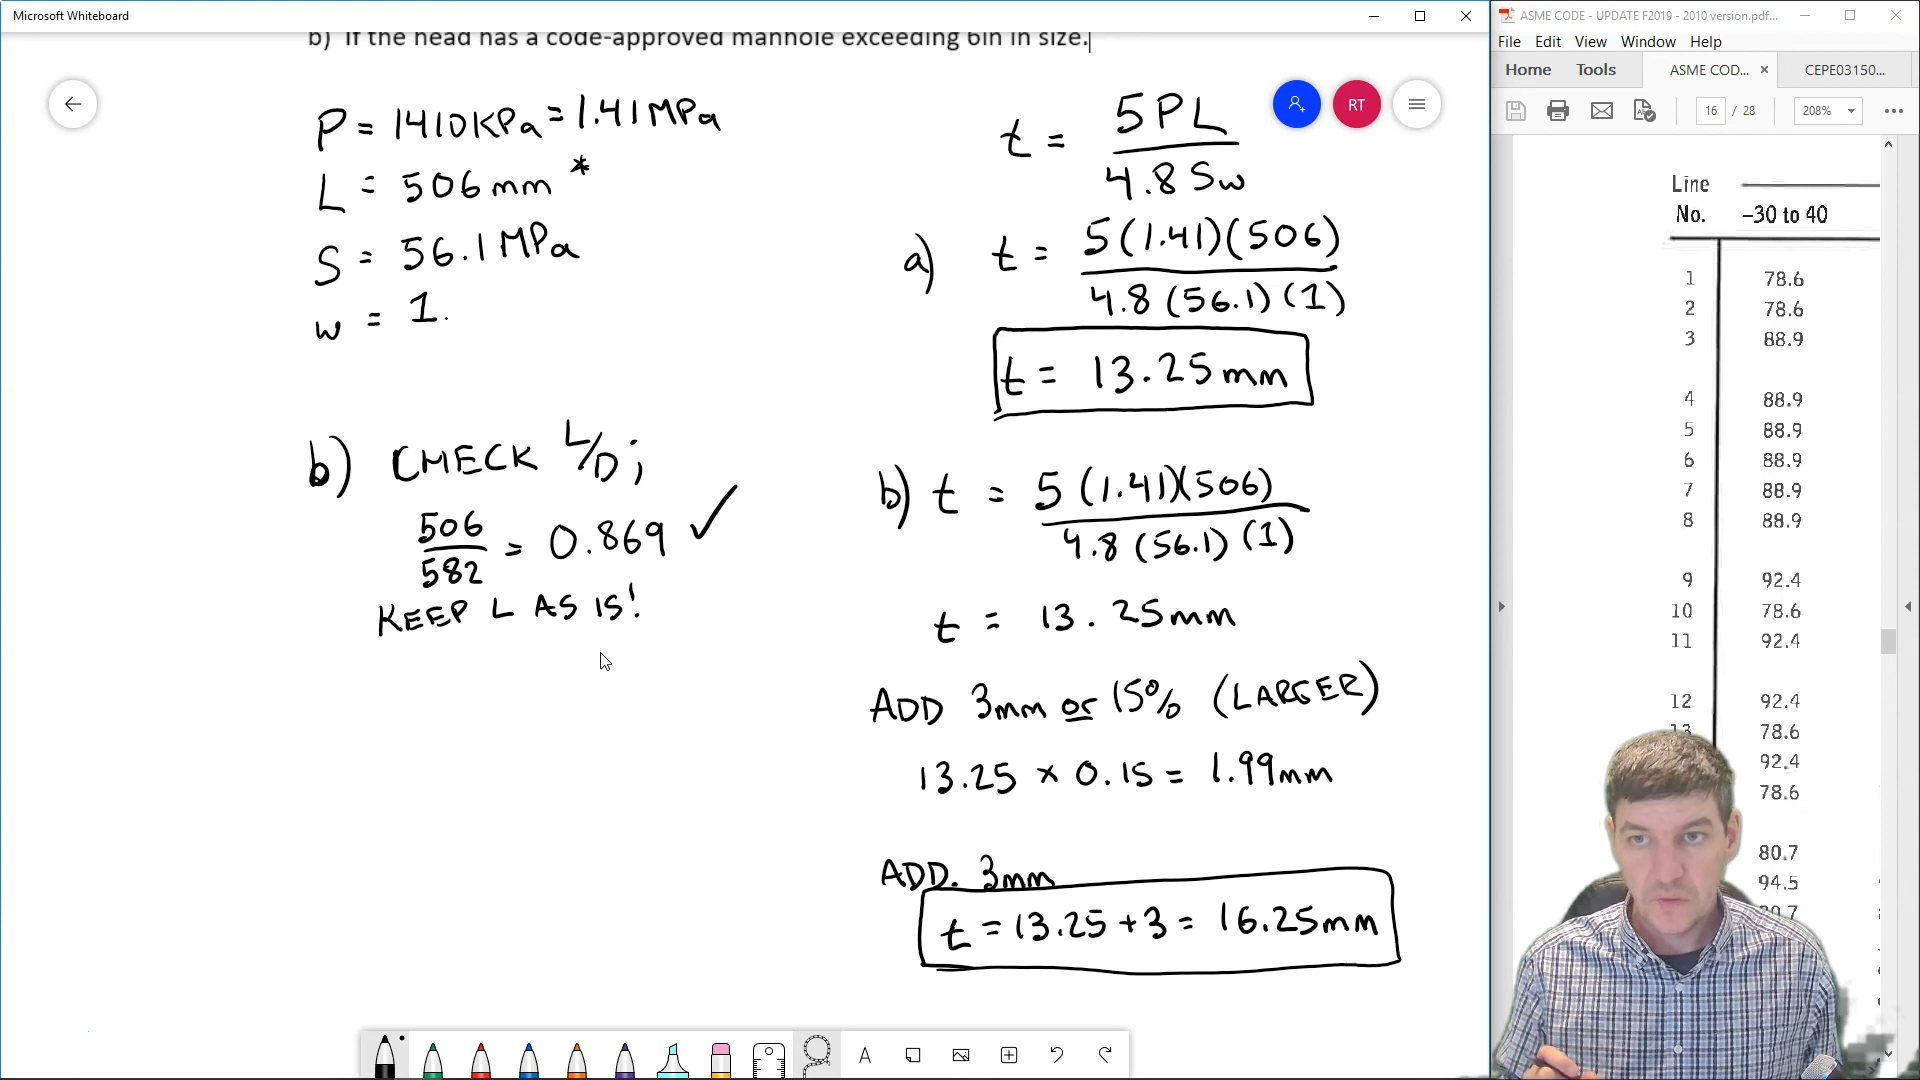 Microsoft Whiteboard
b) If the head has a code-approved manhole exceeding 6in in size.
P = 1410KPa = 1.41MPa
L = 506mm *
S = 56.1MPa
w = 1.
b) CHECK L/D;
506/582 = 0.869 ✓
KEEP L AS IS!
RT
t = 5PL / 4.8Sw
a) t = 5(1.41)(506) / 4.8(56.1)(1)
t = 13.25mm
b) t = 5(1.41)(506) / 4.8(56.1)(1)
t = 13.25mm
ADD 3mm or 15% (LARGER)
13.25 × 0.15 = 1.99mm
ADD. 3mm
t = 13.25 + 3 = 16.25mm
A
ASME CODE - UPDATE F2019 - 2010 version.pdf...
File Edit View Window Help
Home Tools ASME COD... × CEPE03150...
16 / 28 208%
Line
No. -30 to 40
1 78.6
2 78.6
3 88.9
4 88.9
5 88.9
6 88.9
7 88.9
8 88.9
9 92.4
10 78.6
11 92.4
12 92.4
13 78.6
92.4
78.6
80.7
94.5